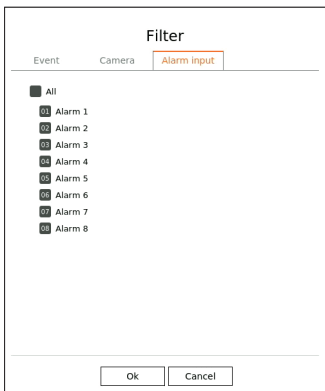 Filter
Event Camera Alarm input
All
01 Alarm 1
02 Alarm 2
03 Alarm 3
04 Alarm 4
05 Alarm 5
06 Alarm 6
07 Alarm 7
08 Alarm 8
Ok Cancel